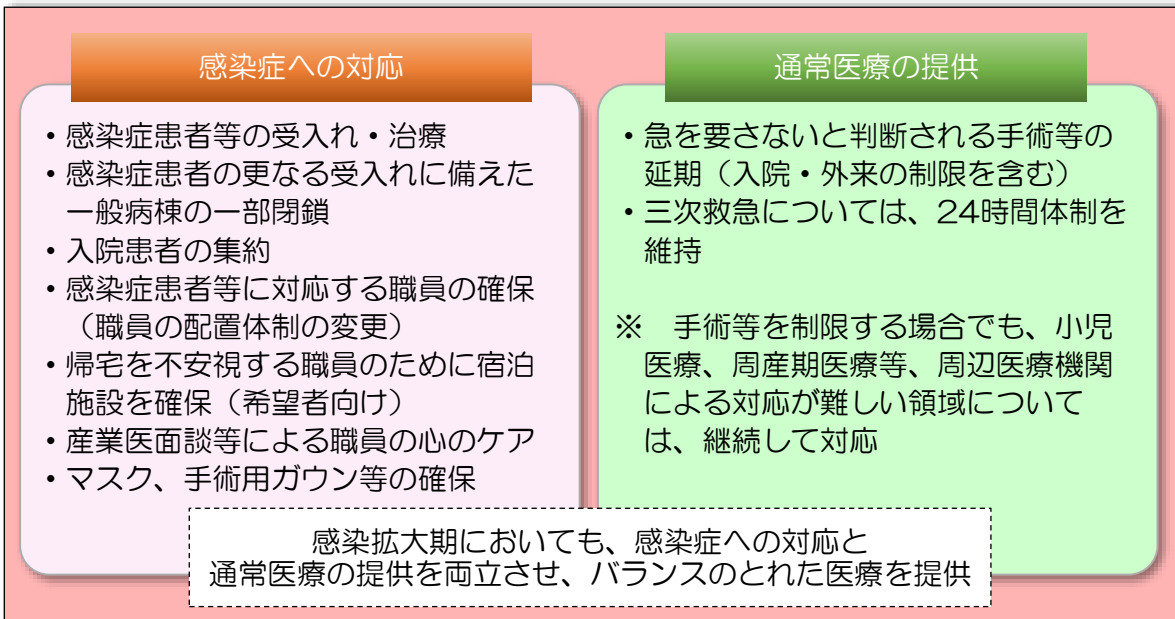 感染症への対応
・感染症患者等の受入れ・治療
・感染症患者の更なる受入れに備えた
一般病棟の一部閉鎖
・入院患者の集約
・感染症患者等に対応する職員の確保
（職員の配置体制の変更）
・帰宅を不安視する職員のために宿泊
施設を確保（希望者向け）
・産業医面談等による職員の心のケア
・マスク、手術用ガウン等の確保
通常医療の提供
・急を要さないと判断される手術等の
延期（入院・外来の制限を含む）
・三次救急については、24時間体制を
維持
※　手術等を制限する場合でも、小児
医療、周産期医療等、周辺医療機関
による対応が難しい領域について
は、継続して対応
感染拡大期においても、感染症への対応と
通常医療の提供を両立させ、バランスのとれた医療を提供